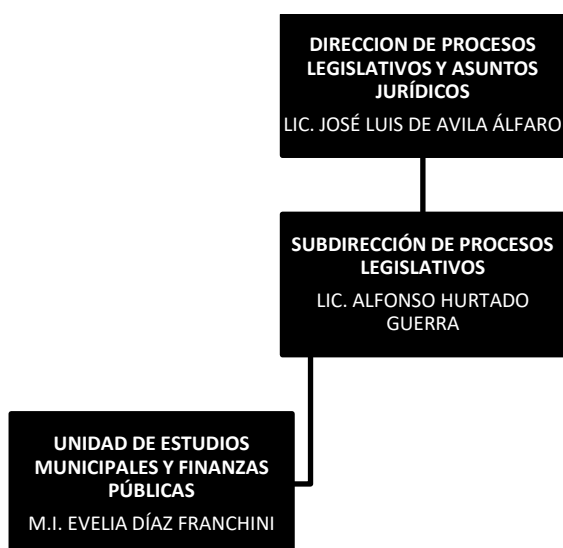 DIRECCION DE PROCESOS
LEGISLATIVOS Y ASUNTOS
JURÍDICOS
LIC. JOSÉ LUIS DE AVILA ÁLFARO
SUBDIRECCIÓN DE PROCESOS
LEGISLATIVOS
LIC. ALFONSO HURTADO
GUERRA
UNIDAD DE ESTUDIOS
MUNICIPALES Y FINANZAS
PÚBLICAS
M.I. EVELIA DÍAZ FRANCHINI